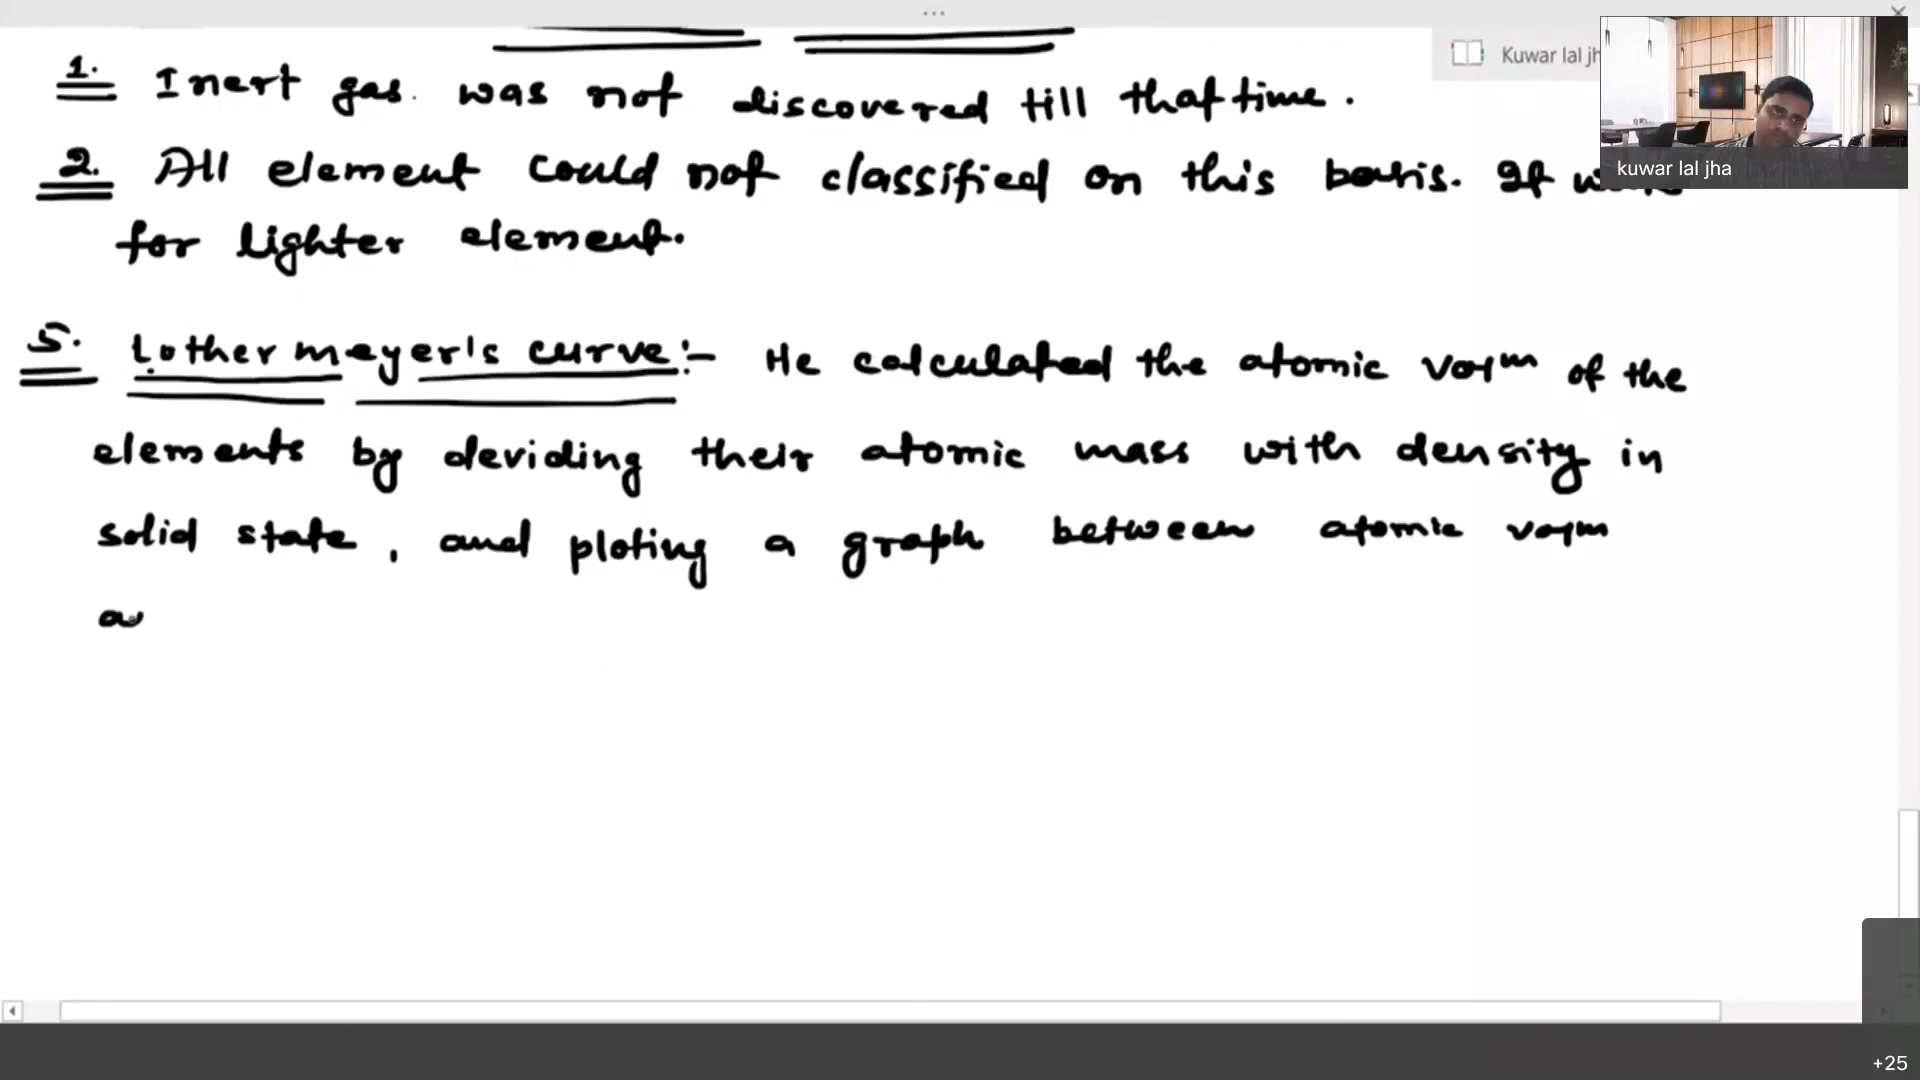 ...
Kuwar lal jh
kuwar lal jha
1. Inert gas. was not discovered till that time.
2. All element could not classified on this basis. It
for lighter element.
5. Lother meyer's curve:- He calculated the atomic volm of the
elements by deviding their atomic mass with density in
solid state, and ploting a graph between atomic volm
a
+25